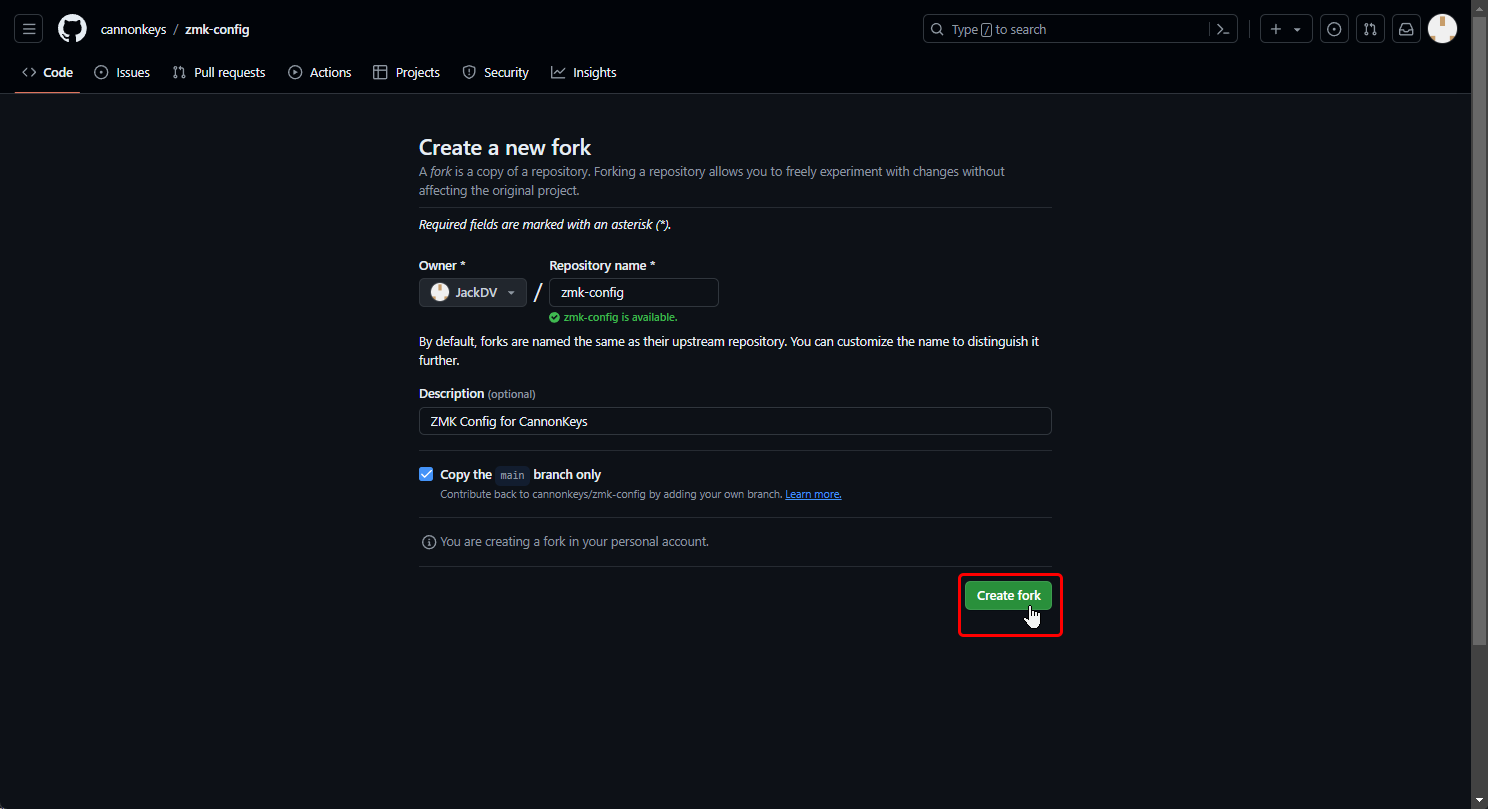 cannonkeys / zmk-config
Type / to search
Code
Issues
Pull requests
Actions
Projects
Security
Insights
Create a new fork
A fork is a copy of a repository. Forking a repository allows you to freely experiment with changes without
affecting the original project.
Required fields are marked with an asterisk (*).
Owner *
Repository name *
JackDV / zmk-config
zmk-config is available.
By default, forks are named the same as their upstream repository. You can customize the name to distinguish it
further.
Description (optional)
ZMK Config for CannonKeys
Copy the main branch only
Contribute back to cannonkeys/zmk-config by adding your own branch. Learn more.
You are creating a fork in your personal account.
Create fork